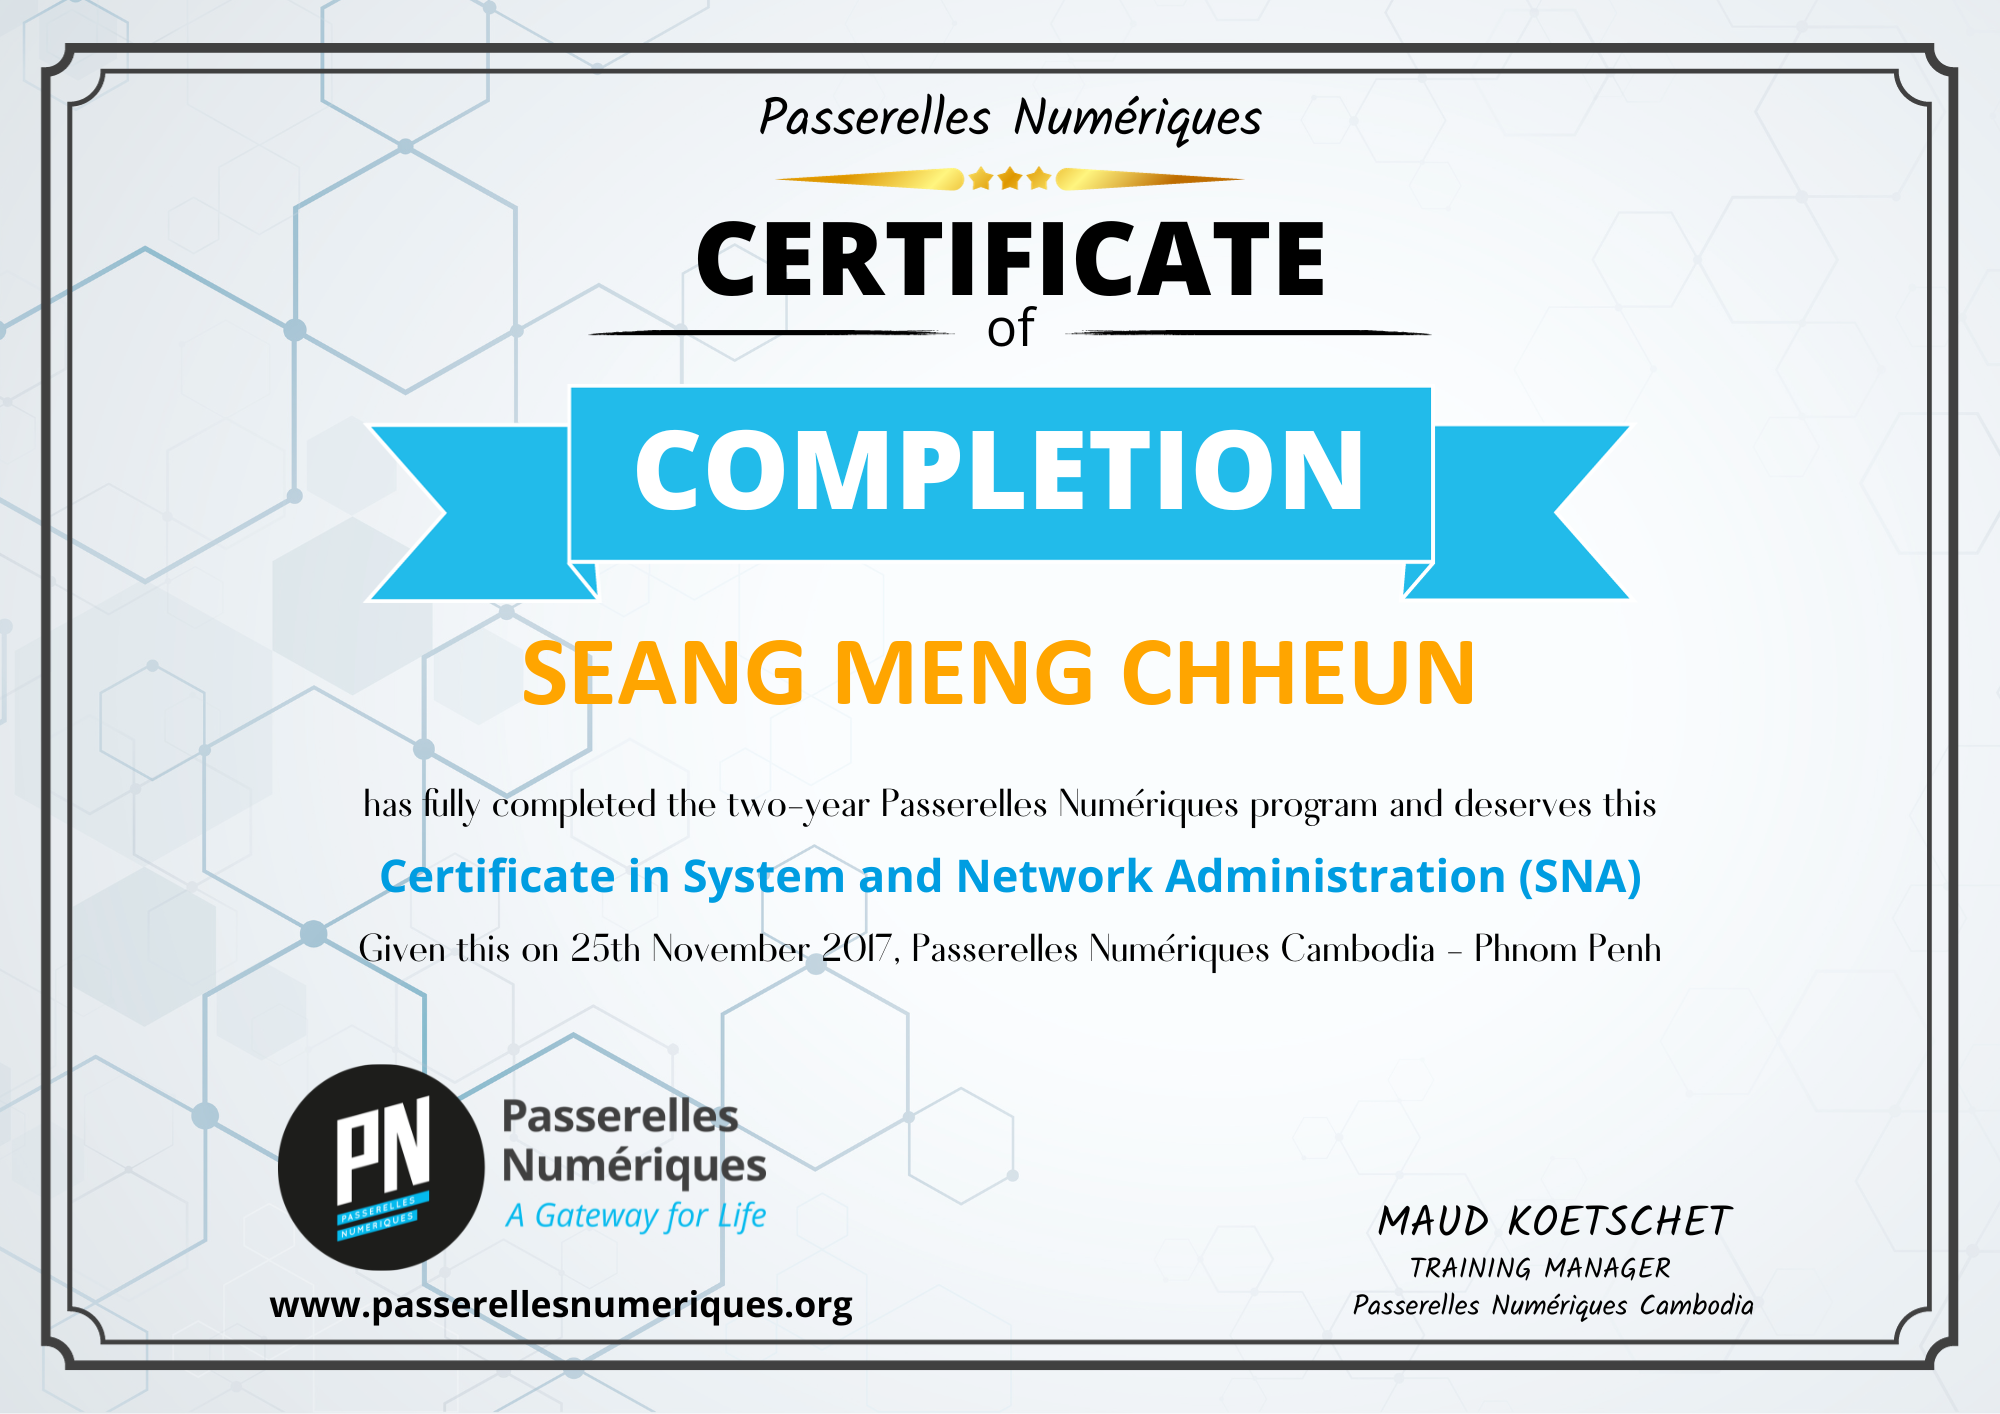 Passerelles Numériques
CERTIFICATE
of
COMPLETION
SEANG MENG CHHEUN
has fully completed the two-year Passerelles Numériques program and deserves this
Certificate in System and Network Administration (SNA)
Given this on 25th November 2017, Passerelles Numériques Cambodia - Phnom Penh
PN
PASSERELLES
NUMERIQUES
Passerelles
Numériques
A Gateway for Life
www.passerellesnumeriques.org
MAUD KOETSCHET
TRAINING MANAGER
Passerelles Numériques Cambodia